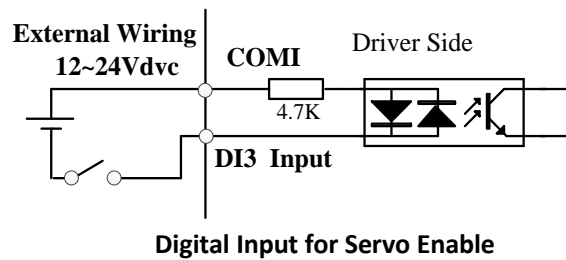 External Wiring
12~24Vdvc
COMI
Driver Side
4.7K
DI3 Input
Digital Input for Servo Enable